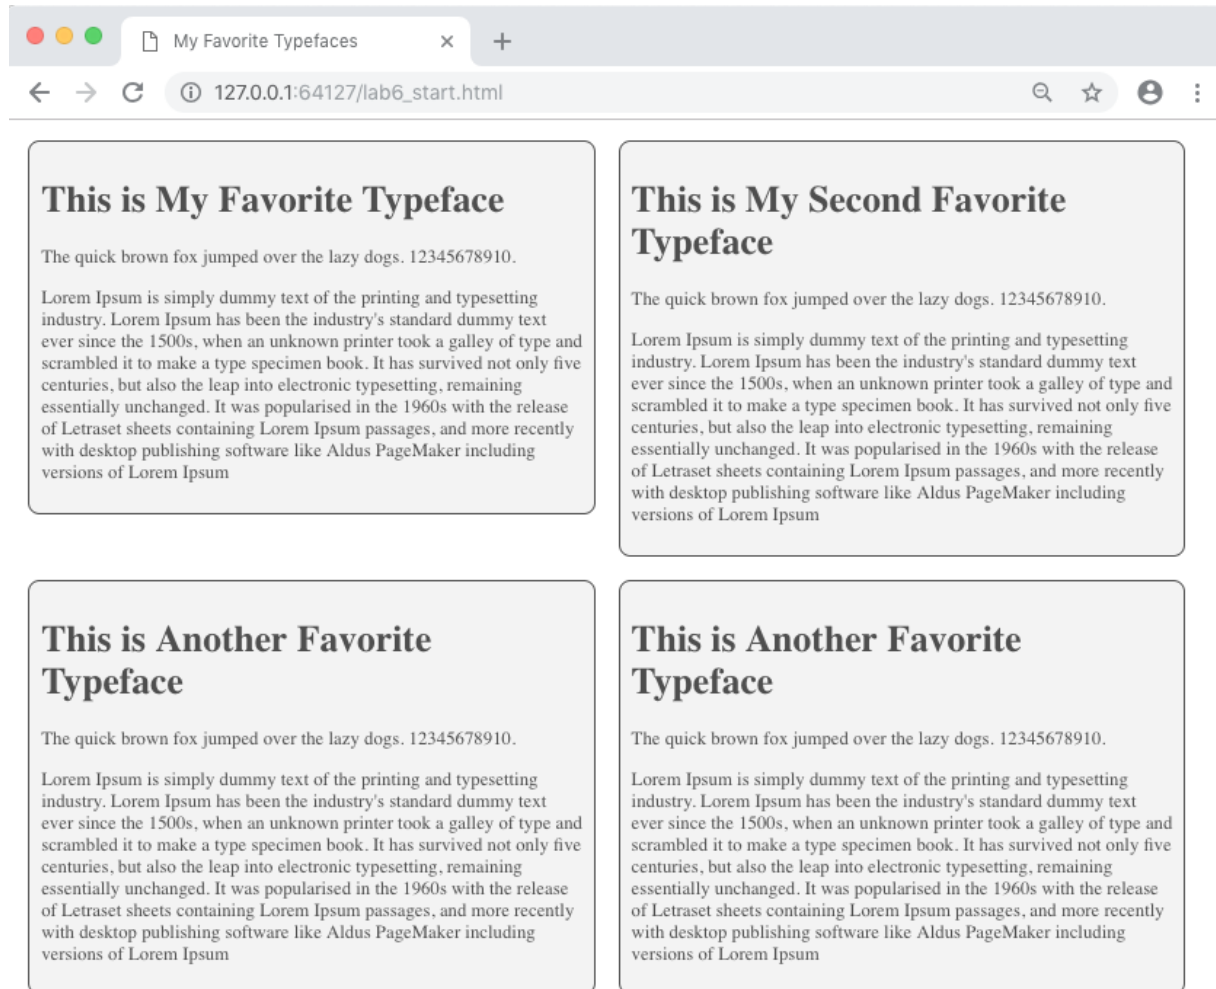 My Favorite Typefaces
127.0.0.1:64127/lab6_start.html
This is My Favorite Typeface
The quick brown fox jumped over the lazy dogs. 12345678910.
Lorem Ipsum is simply dummy text of the printing and typesetting
industry. Lorem Ipsum has been the industry's standard dummy text
ever since the 1500s, when an unknown printer took a galley of type and
scrambled it to make a type specimen book. It has survived not only five
centuries, but also the leap into electronic typesetting, remaining
essentially unchanged. It was popularised in the 1960s with the release
of Letraset sheets containing Lorem Ipsum passages, and more recently
with desktop publishing software like Aldus PageMaker including
versions of Lorem Ipsum
This is My Second Favorite
Typeface
The quick brown fox jumped over the lazy dogs. 12345678910.
Lorem Ipsum is simply dummy text of the printing and typesetting
industry. Lorem Ipsum has been the industry's standard dummy text
ever since the 1500s, when an unknown printer took a galley of type and
scrambled it to make a type specimen book. It has survived not only five
centuries, but also the leap into electronic typesetting, remaining
essentially unchanged. It was popularised in the 1960s with the release
of Letraset sheets containing Lorem Ipsum passages, and more recently
with desktop publishing software like Aldus PageMaker including
versions of Lorem Ipsum
This is Another Favorite
Typeface
The quick brown fox jumped over the lazy dogs. 12345678910.
Lorem Ipsum is simply dummy text of the printing and typesetting
industry. Lorem Ipsum has been the industry's standard dummy text
ever since the 1500s, when an unknown printer took a galley of type and
scrambled it to make a type specimen book. It has survived not only five
centuries, but also the leap into electronic typesetting, remaining
essentially unchanged. It was popularised in the 1960s with the release
of Letraset sheets containing Lorem Ipsum passages, and more recently
with desktop publishing software like Aldus PageMaker including
versions of Lorem Ipsum
This is Another Favorite
Typeface
The quick brown fox jumped over the lazy dogs. 12345678910.
Lorem Ipsum is simply dummy text of the printing and typesetting
industry. Lorem Ipsum has been the industry's standard dummy text
ever since the 1500s, when an unknown printer took a galley of type and
scrambled it to make a type specimen book. It has survived not only five
centuries, but also the leap into electronic typesetting, remaining
essentially unchanged. It was popularised in the 1960s with the release
of Letraset sheets containing Lorem Ipsum passages, and more recently
with desktop publishing software like Aldus PageMaker including
versions of Lorem Ipsum